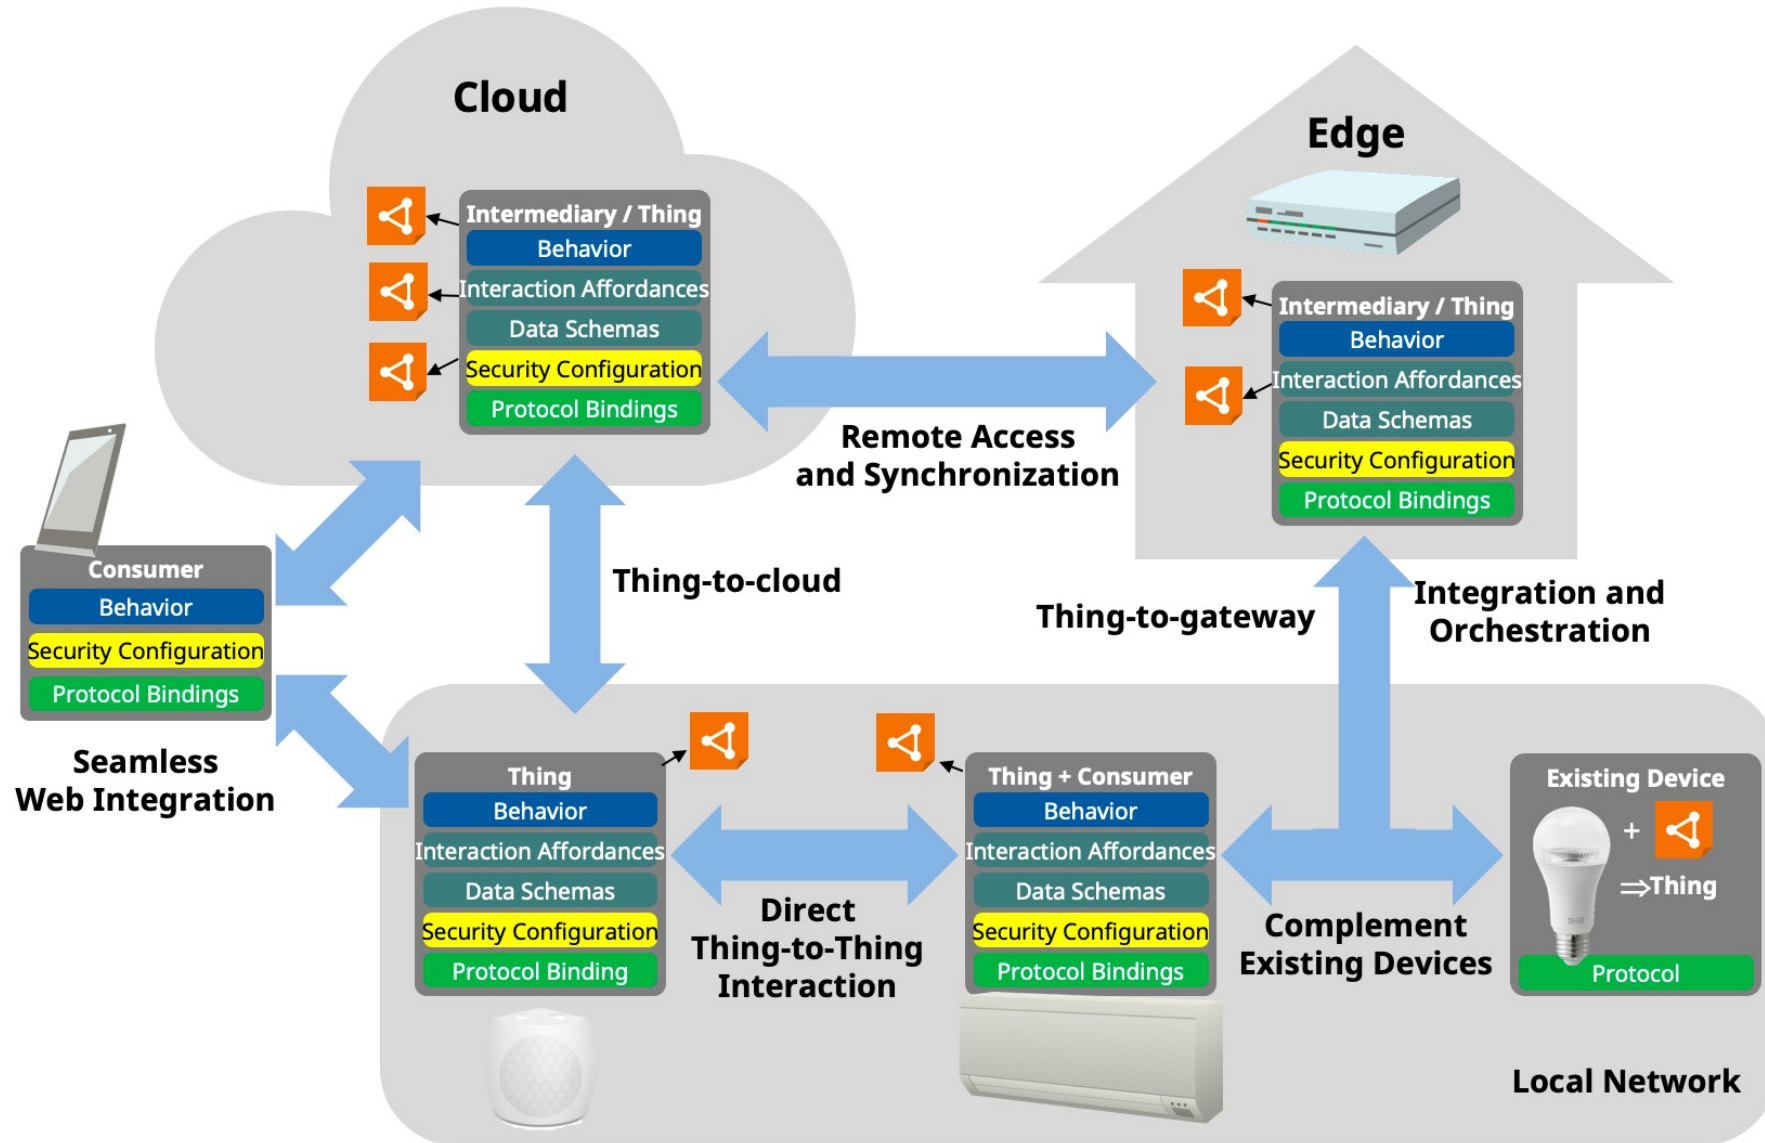 Cloud
Intermediary / Thing
Behavior
Interaction Affordances
Data Schemas
Security Configuration
Protocol Bindings
Edge
Intermediary / Thing
Behavior
Interaction Affordances
Data Schemas
Security Configuration
Protocol Bindings
Remote Access
and Synchronization
Consumer
Behavior
Security Configuration
Protocol Bindings
Seamless
Web Integration
Thing-to-cloud
Thing-to-gateway
Integration and
Orchestration
Thing
Behavior
Interaction Affordances
Data Schemas
Security Configuration
Protocol Binding
Direct
Thing-to-Thing
Interaction
Thing + Consumer
Behavior
Interaction Affordances
Data Schemas
Security Configuration
Protocol Bindings
Complement
Existing Devices
Existing Device
+
⇒Thing
Protocol
Local Network